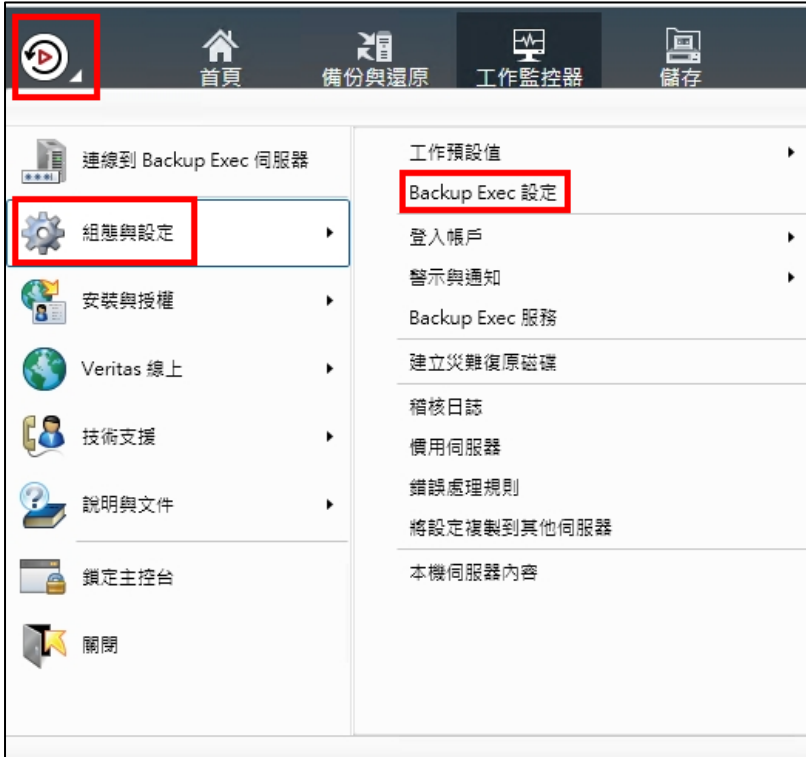 首頁
備份與還原
工作監控器
儲存
連線到 Backup Exec 伺服器
組態與設定
安裝與授權
Veritas 線上
技術支援
說明與文件
鎖定主控台
關閉
工作預設值
Backup Exec 設定
登入帳戶
警示與通知
Backup Exec 服務
建立災難復原磁碟
稽核日誌
慣用伺服器
錯誤處理規則
將設定複製到其他伺服器
本機伺服器內容